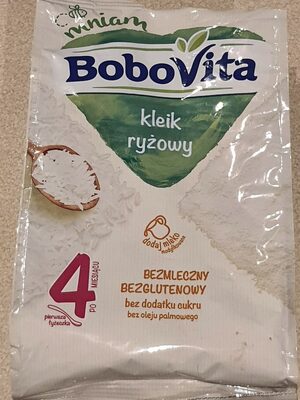 mniam
BoboVita
kleik
ryżowy
dodaj mleko
modyfikowane
4
PO MIESIĄCU
pierwsza
łyżeczka
BEZMLECZNY
BEZGLUTENOWY
bez dodatku cukru
bez oleju palmowego